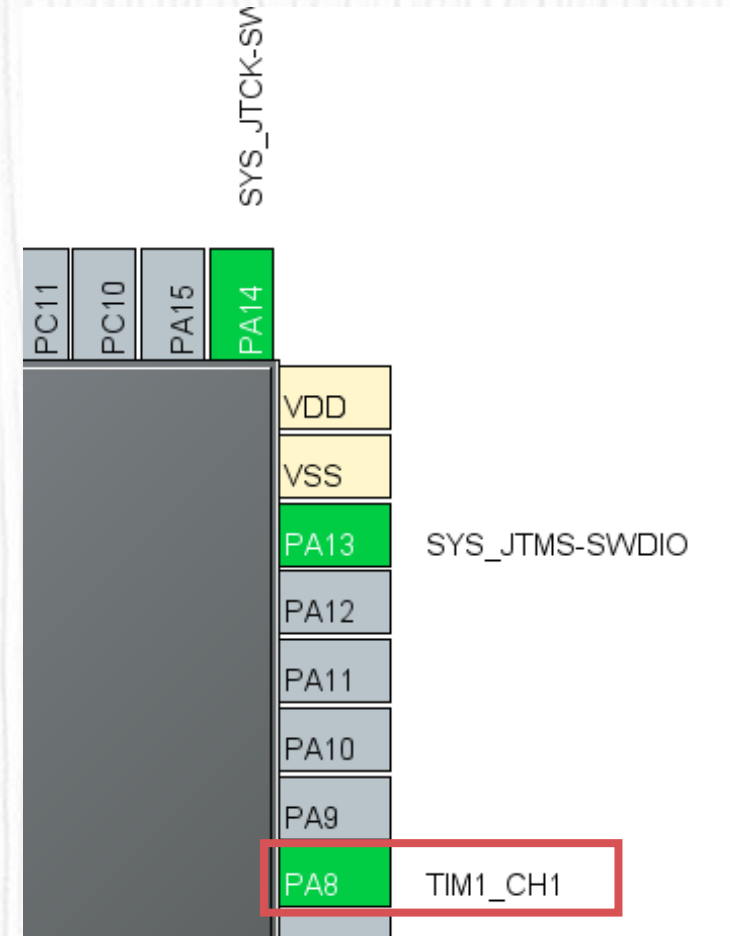 SYS_JTCK-SW
PC11
PC10
PA15
PA14
VDD
VSS
PA13 SYS_JTMS-SWDIO
PA12
PA11
PA10
PA9
PA8 TIM1_CH1